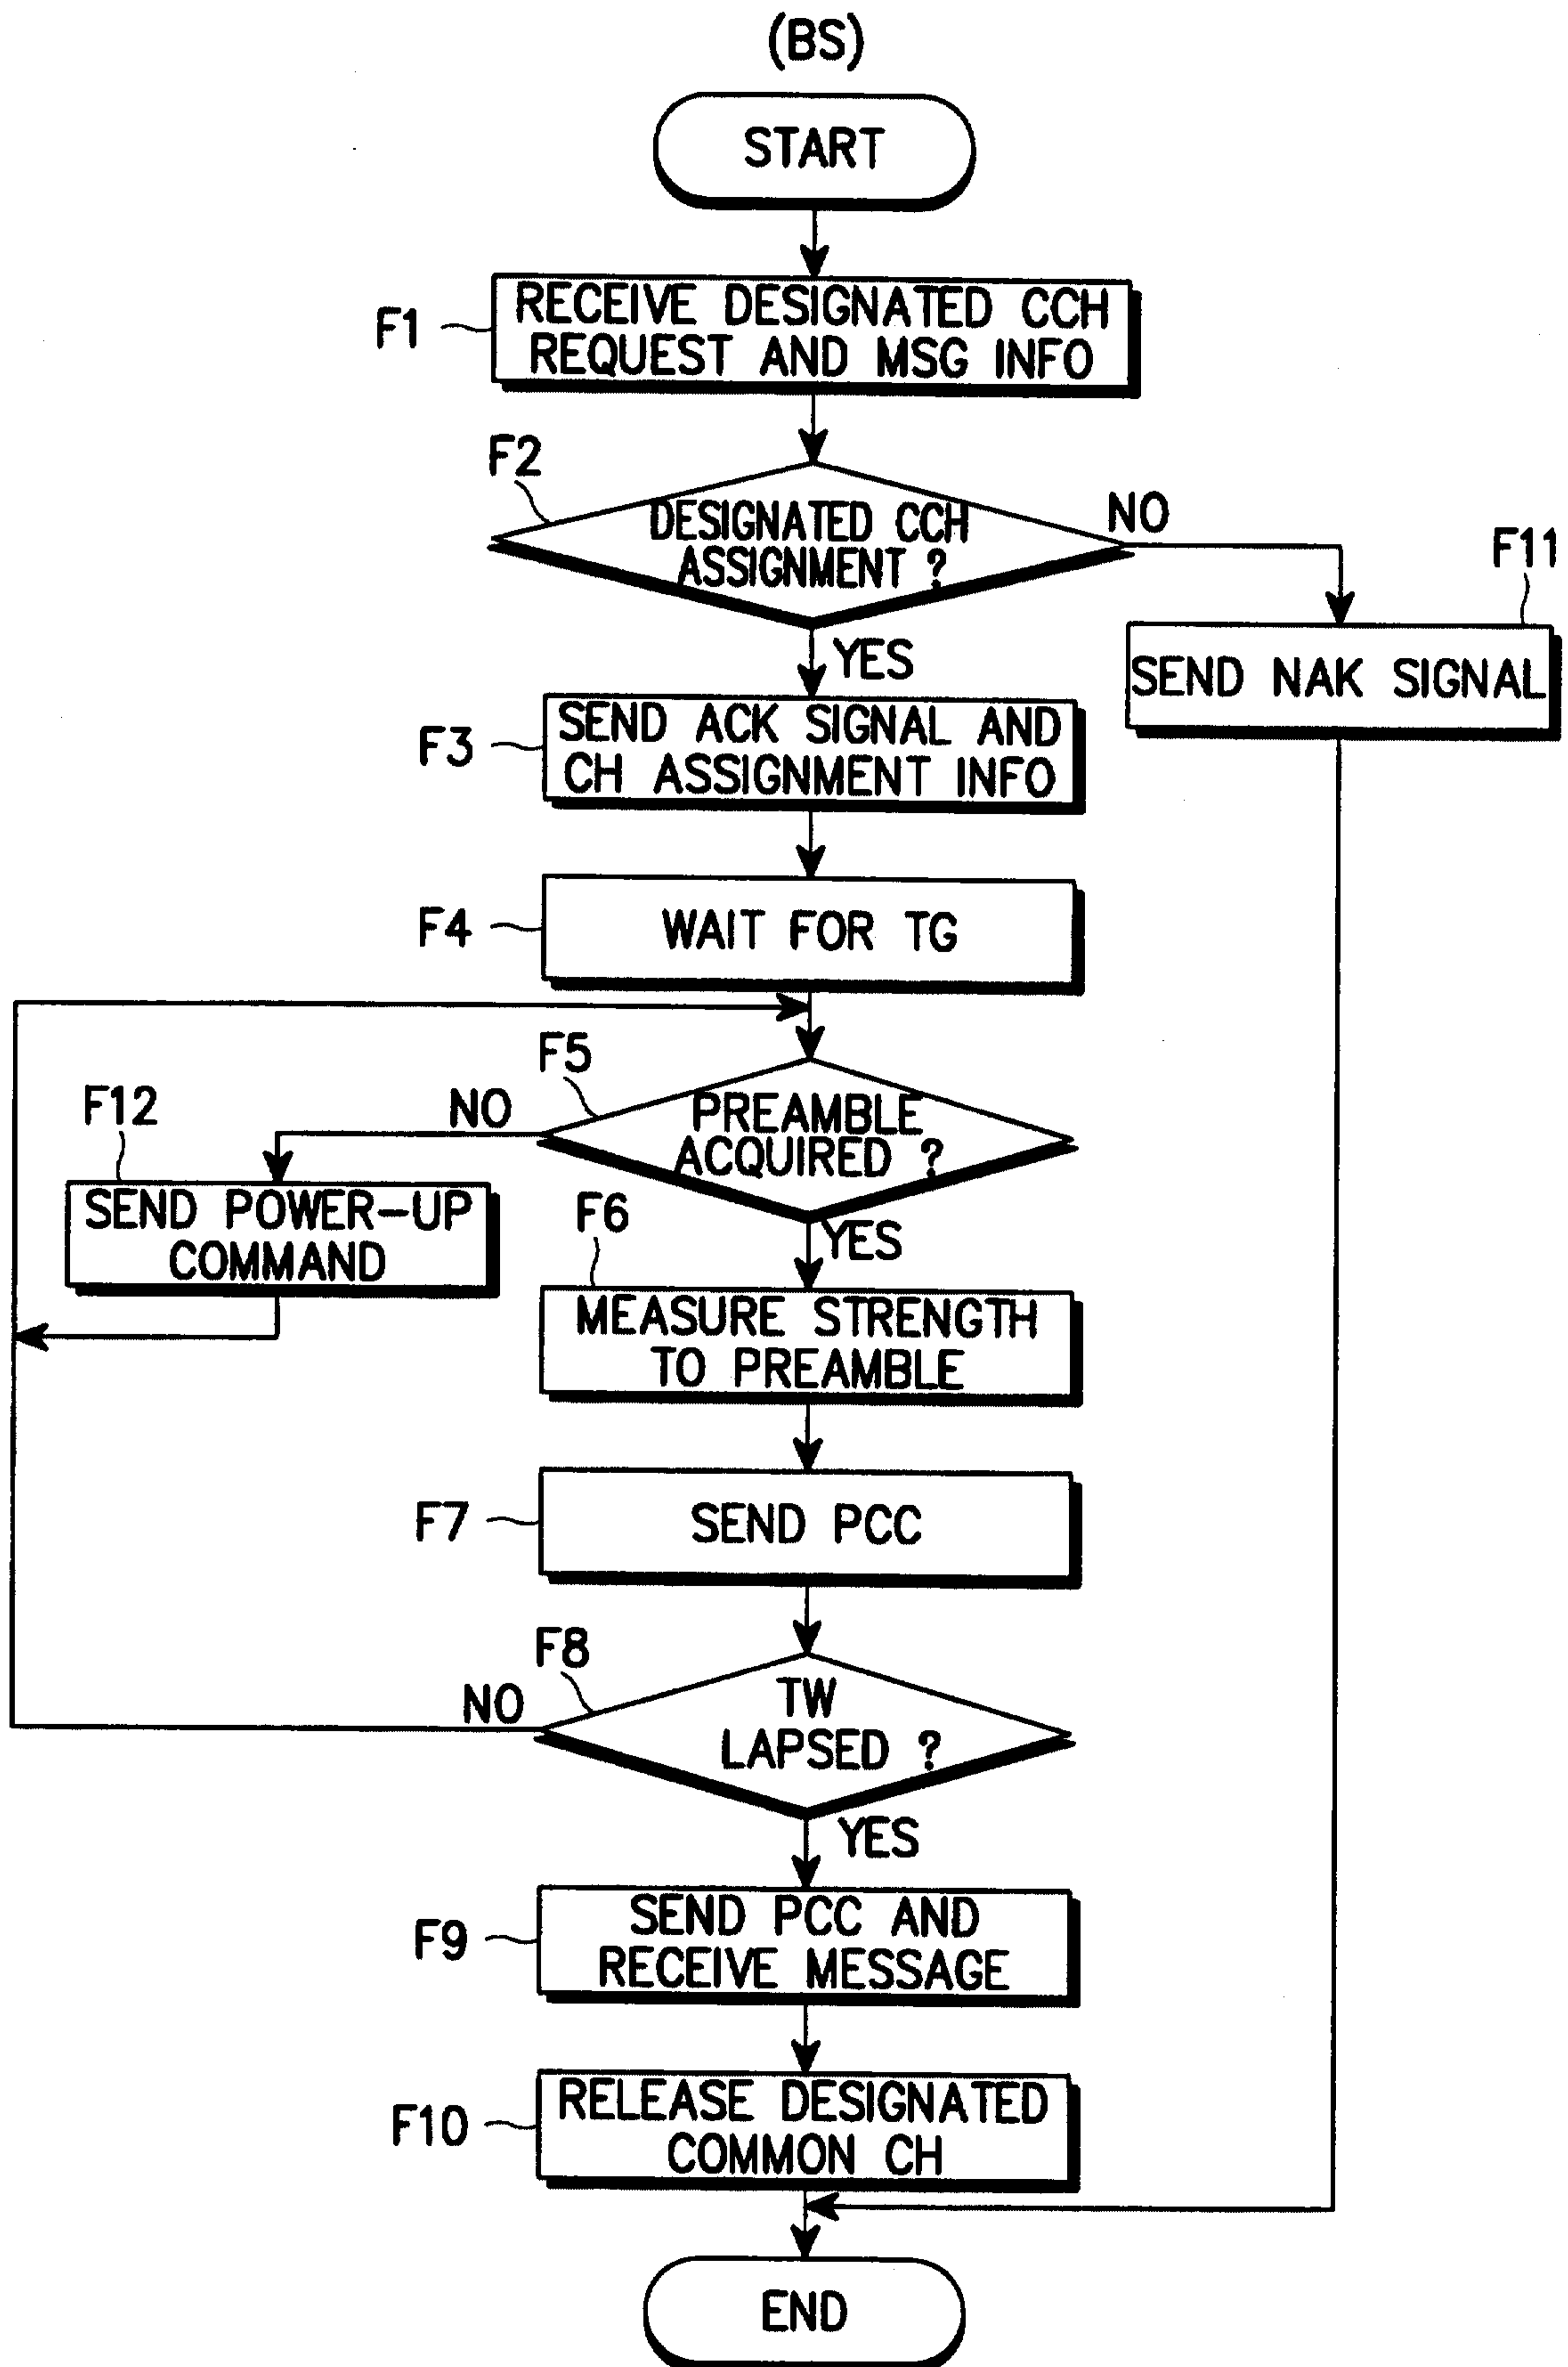 (BS)
START
F1
RECEIVE DESIGNATED CCH
REQUEST AND MSG INFO
F2
DESIGNATED CCH
ASSIGNMENT ?
NO
F11
SEND NAK SIGNAL
YES
F3
SEND ACK SIGNAL AND
CH ASSIGNMENT INFO
F4
WAIT FOR TG
F5
PREAMBLE
ACQUIRED ?
NO
F12
SEND POWER-UP
COMMAND
YES
F6
MEASURE STRENGTH
TO PREAMBLE
F7
SEND PCC
F8
TW
LAPSED ?
NO
YES
F9
SEND PCC AND
RECEIVE MESSAGE
F10
RELEASE DESIGNATED
COMMON CH
END